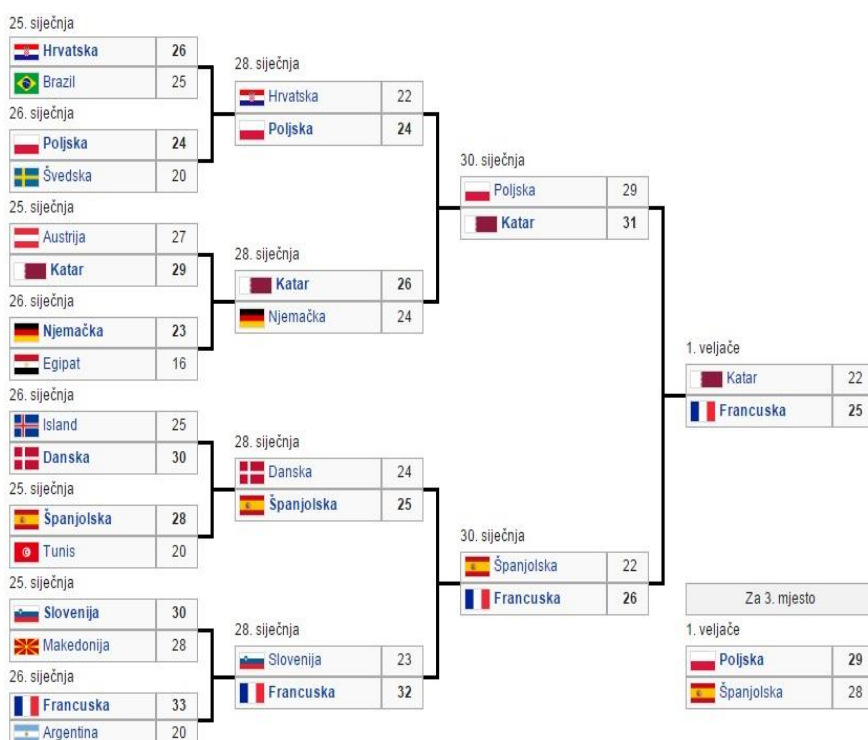 25. siječnja
Hrvatska 26
Brazil 25
26. siječnja
Poljska 24
Švedska 20
25. siječnja
Austrija 27
Katar 29
26. siječnja
Njemačka 23
Egipat 16
26. siječnja
Island 25
Danska 30
25. siječnja
Španjolska 28
Tunis 20
25. siječnja
Slovenija 30
Makedonija 28
26. siječnja
Francuska 33
Argentina 20
28. siječnja
Hrvatska 22
Poljska 24
28. siječnja
Katar 26
Njemačka 24
28. siječnja
Danska 24
Španjolska 25
28. siječnja
Slovenija 23
Francuska 32
30. siječnja
Poljska 29
Katar 31
30. siječnja
Španjolska 22
Francuska 26
1. veljače
Katar 22
Francuska 25
Za 3. mjesto
1. veljače
Poljska 29
Španjolska 28